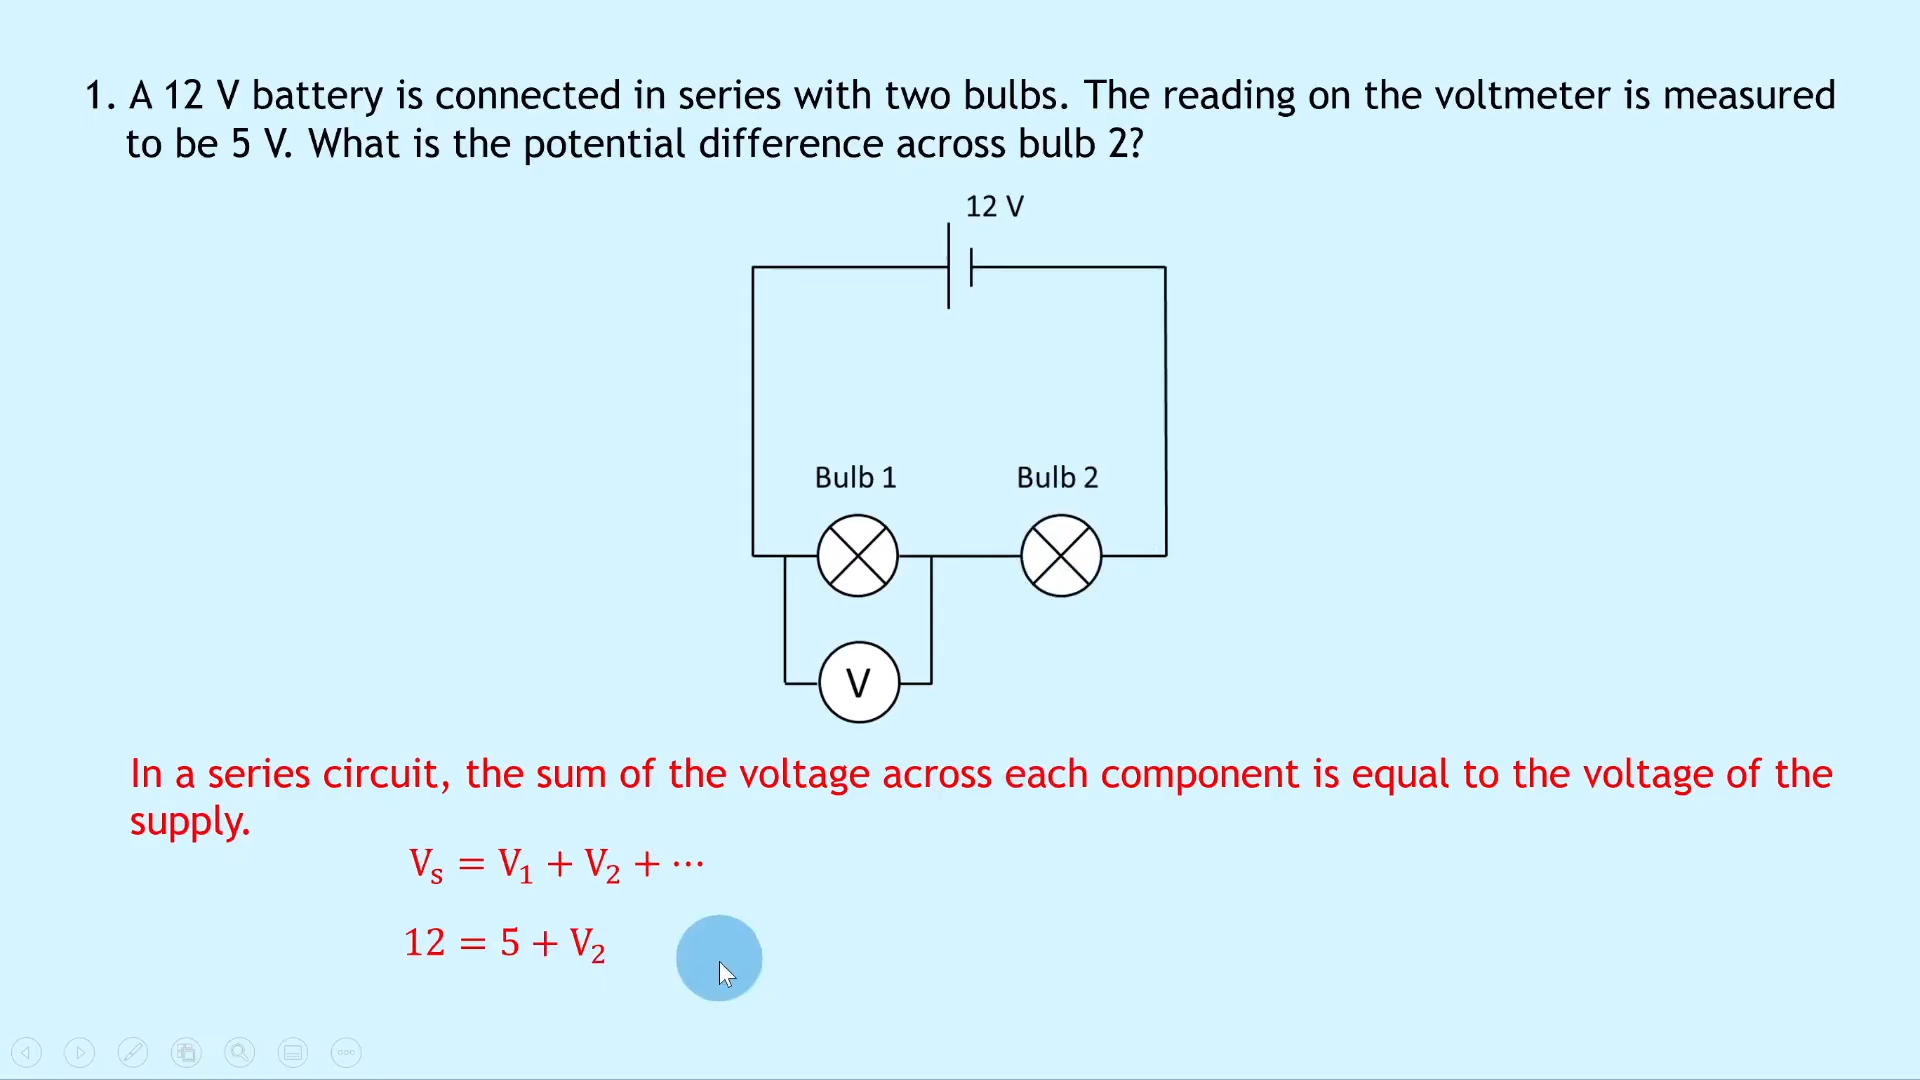 1. A 12 V battery is connected in series with two bulbs. The reading on the voltmeter is measured
to be 5 V. What is the potential difference across bulb 2?
12 V
Bulb 1
Bulb 2
V
In a series circuit, the sum of the voltage across each component is equal to the voltage of the
supply.
Vₛ = V₁ + V₂ + ⋯
12 = 5 + V₂